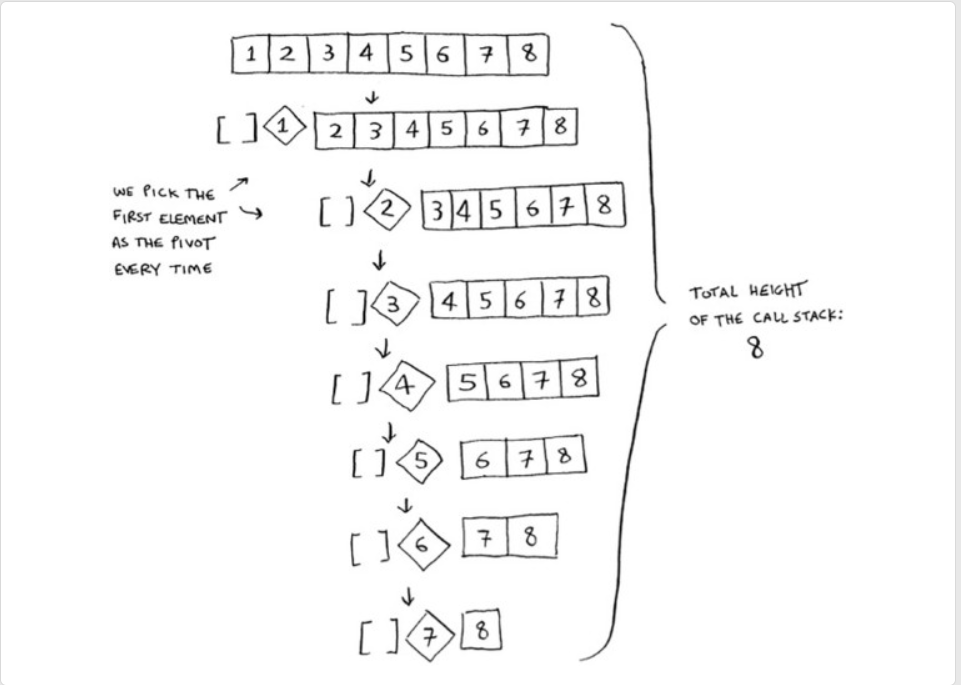 1 2 3 4 5 6 7 8
[ ] 1 2 3 4 5 6 7 8
[ ] 2 3 4 5 6 7 8
[ ] 3 4 5 6 7 8
[ ] 4 5 6 7 8
[ ] 5 6 7 8
[ ] 6 7 8
[ ] 7 8
WE PICK THE
FIRST ELEMENT
AS THE PIVOT
EVERY TIME
TOTAL HEIGHT
OF THE CALL STACK:
8